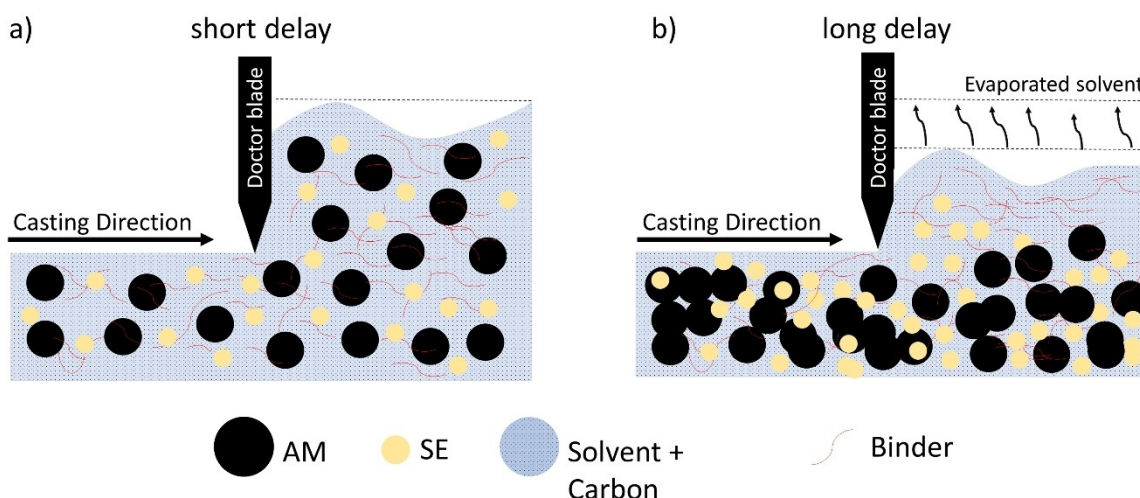 a)
short delay
Doctor blade
Casting Direction
b)
long delay
Doctor blade
Evaporated solvent
Casting Direction
AM
SE
Solvent +
Carbon
Binder